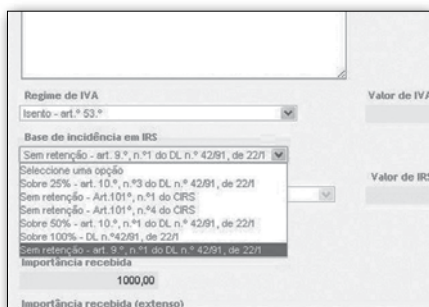 Regime de IVA
Valor de IVA
Isento - art.º 53.º
Base de incidência em IRS
Sem retenção - art. 9.º, n.º1 do DL n.º 42/91, de 22/1
Valor de IRS
Seleccione uma opção
Sobre 25% - art. 10.º, n.º3 do DL n.º 42/91, de 22/1
Sem retenção - Art.101º, n.º1 do CIRS
Sem retenção - Art.101º, n.º4 do CIRS
Sobre 50% - art. 10.º, n.º1 do DL n.º 42/91, de 22/1
Sobre 100% - DL n.º42/91, de 22/1
Sem retenção - art. 9.º, n.º1 do DL n.º 42/91, de 22/1
Importância recebida
1000,00
Importância recebida (extenso)